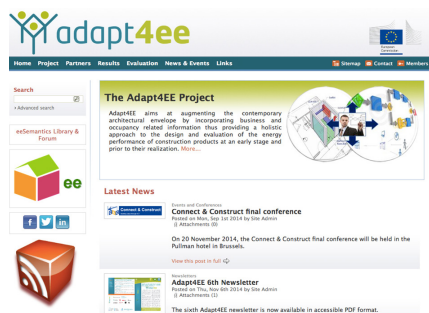 adapt4ee
European
Commission
Home Project Partners Results Evaluation News & Events Links
Sitemap Contact Members
Search
Advanced search
eeSemantics Library &
Forum
ee
The Adapt4EE Project
Adapt4EE aims at augmenting the contemporary
architectural envelope by incorporating business and
occupancy related information thus providing a holistic
approach to the design and evaluation of the energy
performance of construction products at an early stage and
prior to their realization. More...
Latest News
Connect & Construct
Events and Conferences
Connect & Construct final conference
Posted on Mon, Sep 1st 2014 by Site Admin
Attachments (0)
On 20 November 2014, the Connect & Construct final conference will be held in the
Pullman hotel in Brussels.
View this post in full
Newsletters
Adapt4EE 6th Newsletter
Posted on Thu, Nov 6th 2014 by Site Admin
Attachments (1)
The sixth Adapt4EE newsletter is now available in accessible PDF format.